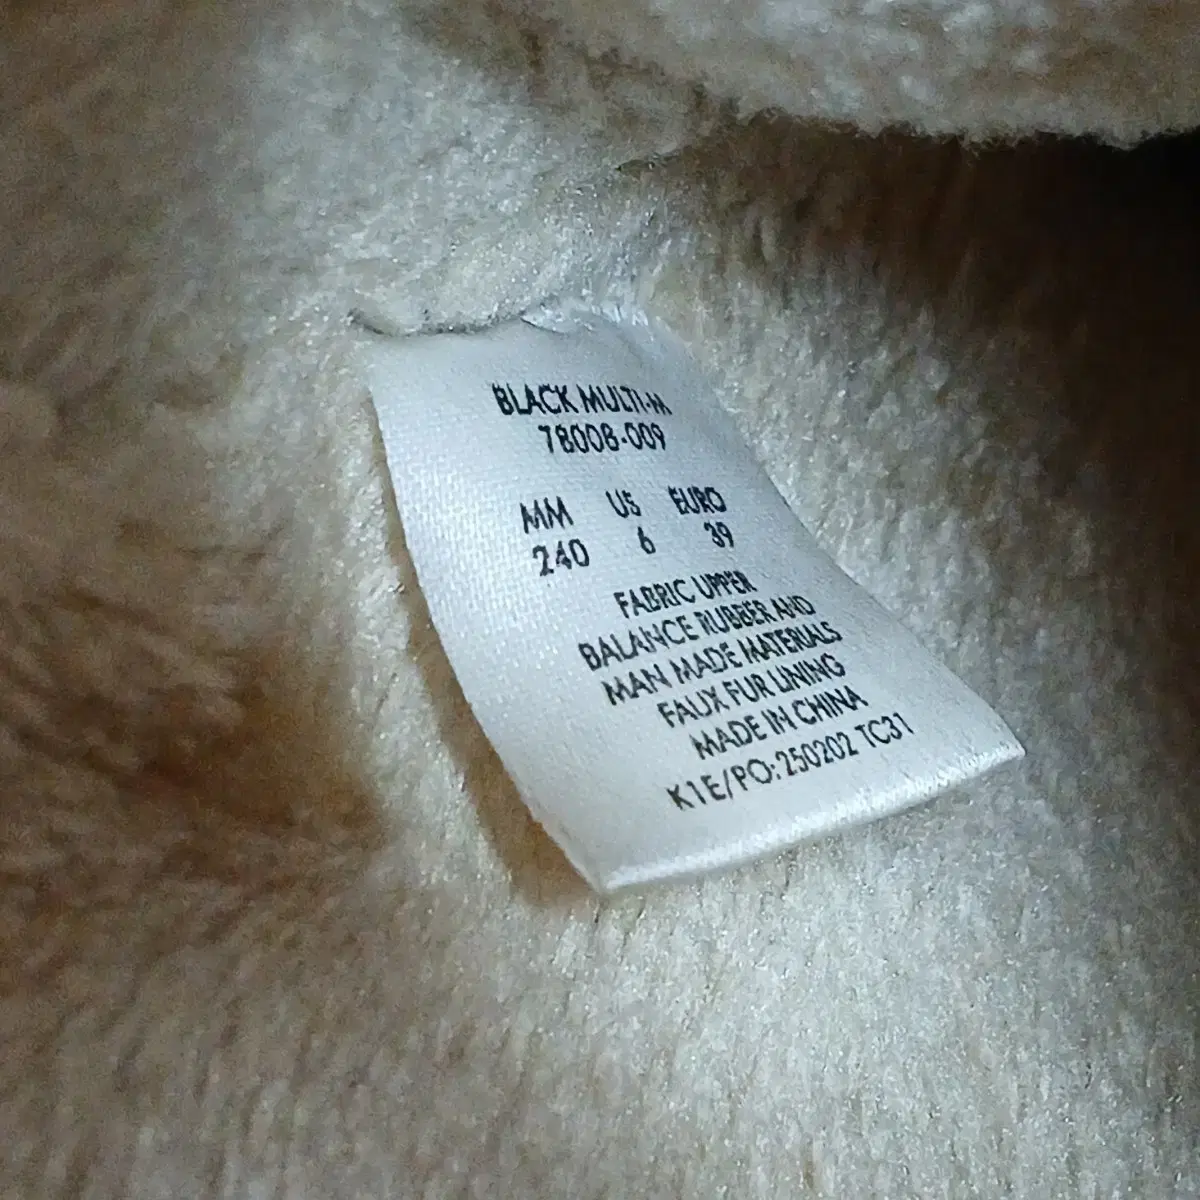 BLACK MULTI-M
78008-009
MM US EURO
240 6 39
FABRIC UPPER
BALANCE RUBBER AND
MAN MADE MATERIALS
FAUX FUR LINING
MADE IN CHINA
K1E/PO:250202 TC31